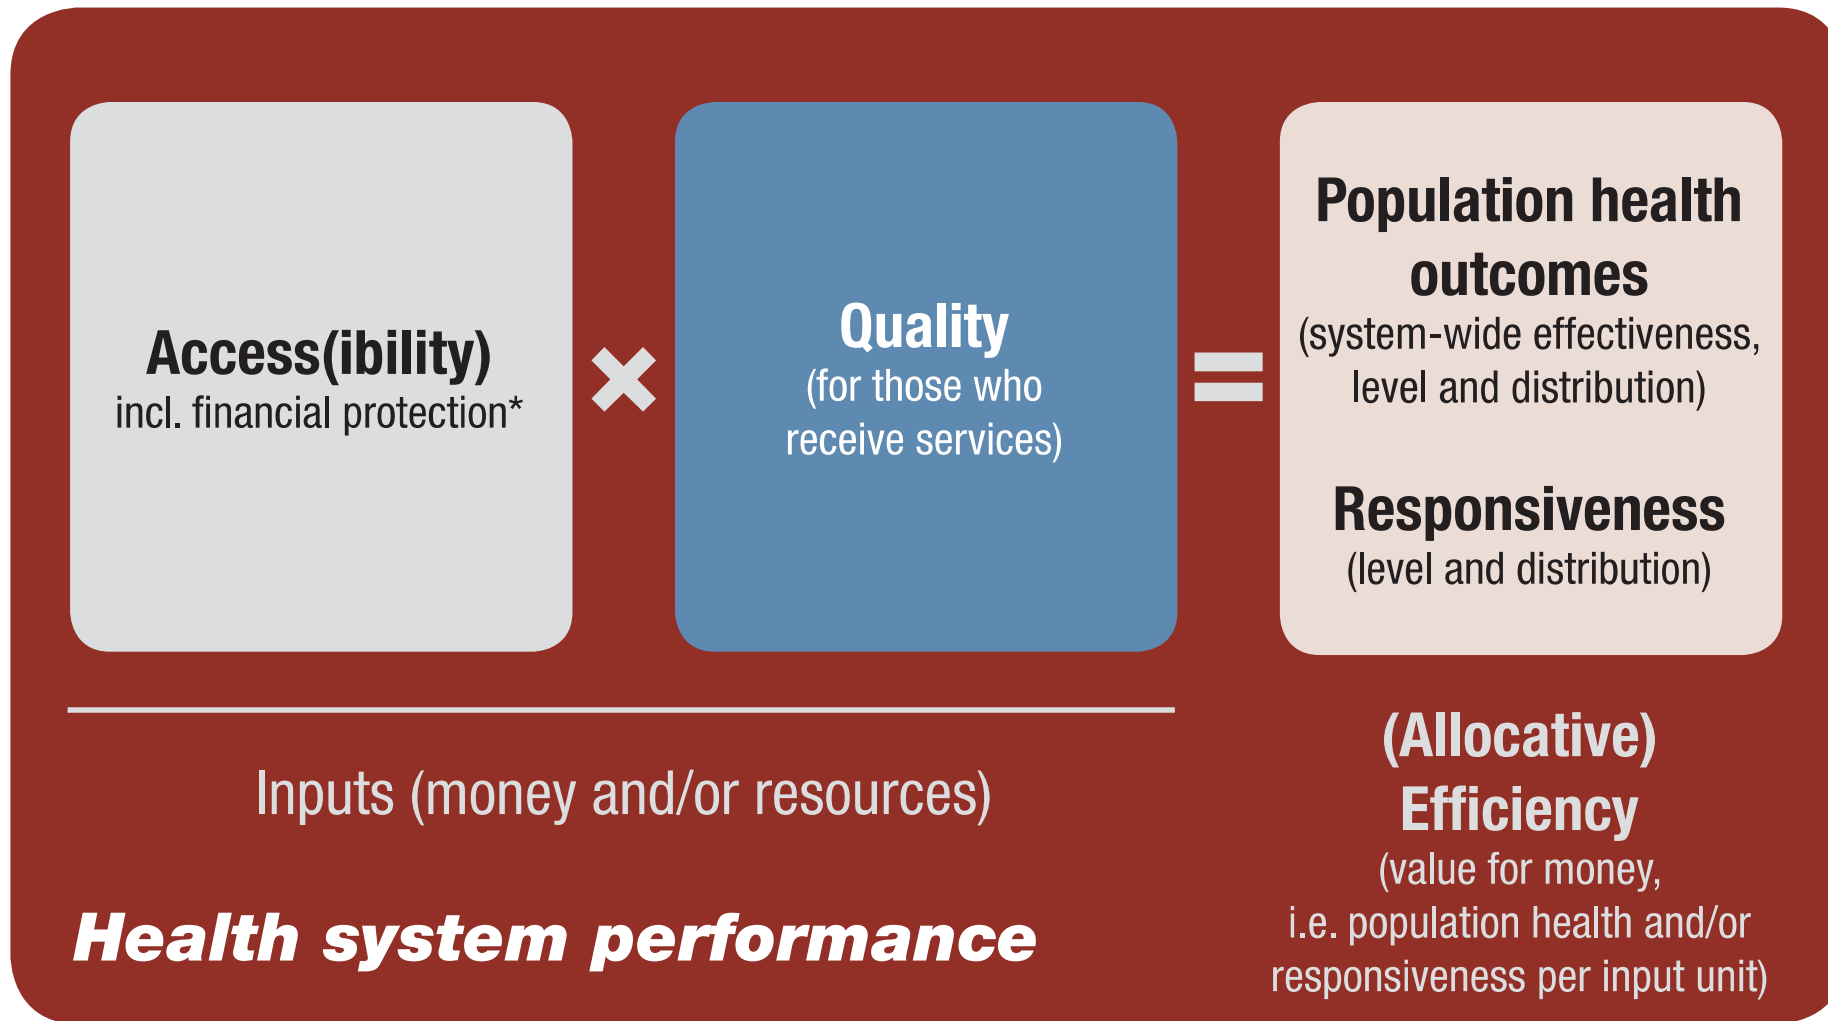 Access(ibility)
incl. financial protection*
×
Quality
(for those who
receive services)
=
Population health
outcomes
(system-wide effectiveness,
level and distribution)
Responsiveness
(level and distribution)
Inputs (money and/or resources)
(Allocative)
Efficiency
(value for money,
i.e. population health and/or
responsiveness per input unit)
Health system performance